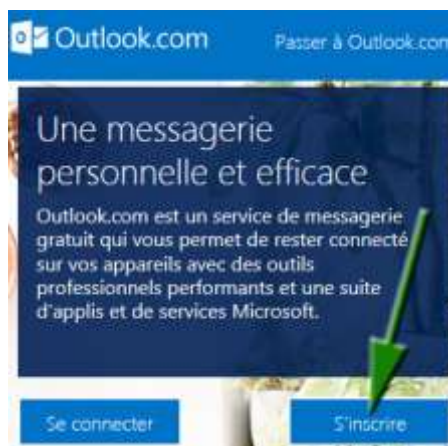 Outlook.com
Passer à Outlook.com
Une messagerie
personnelle et efficace
Outlook.com est un service de messagerie
gratuit qui vous permet de rester connecté
sur vos appareils avec des outils
professionnels performants et une suite
d'applis et de services Microsoft.
Se connecter
S'inscrire